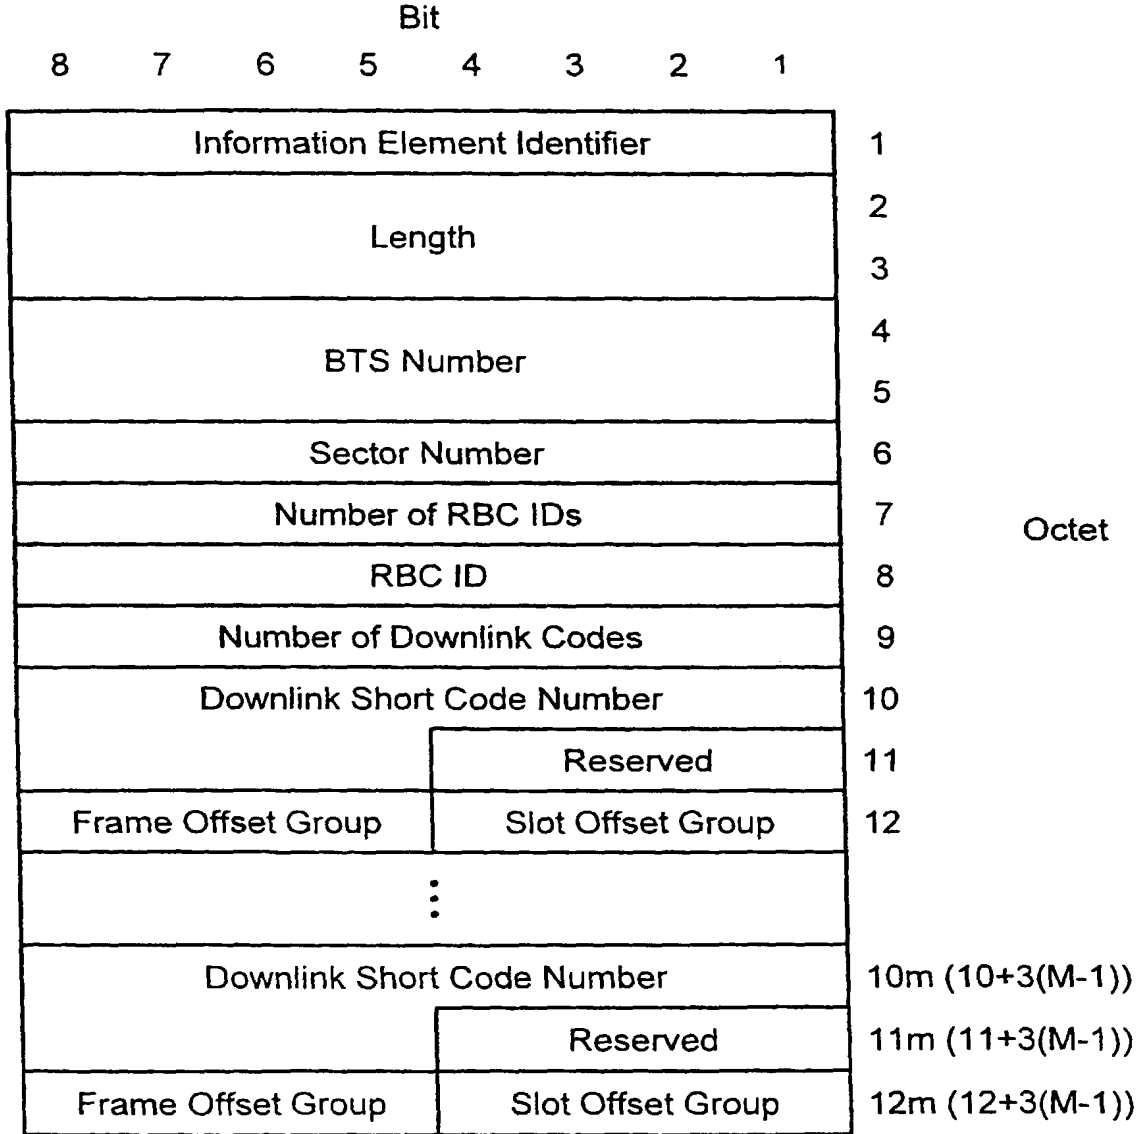 Bit
8 7 6 5 4 3 2 1
Information Element Identifier 1
2
Length
3
4
BTS Number
5
Sector Number 6
Number of RBC IDs 7
Octet
RBC ID 8
Number of Downlink Codes 9
Downlink Short Code Number 10
Reserved 11
Frame Offset Group Slot Offset Group 12
Downlink Short Code Number 10m (10+3(M-1))
Reserved 11m (11+3(M-1))
Frame Offset Group Slot Offset Group 12m (12+3(M-1))